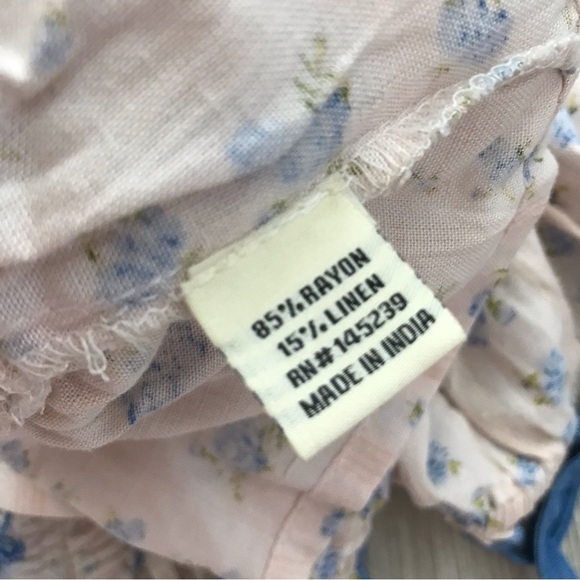 85% RAYON
15% LINEN
RN#145239
MADE IN INDIA